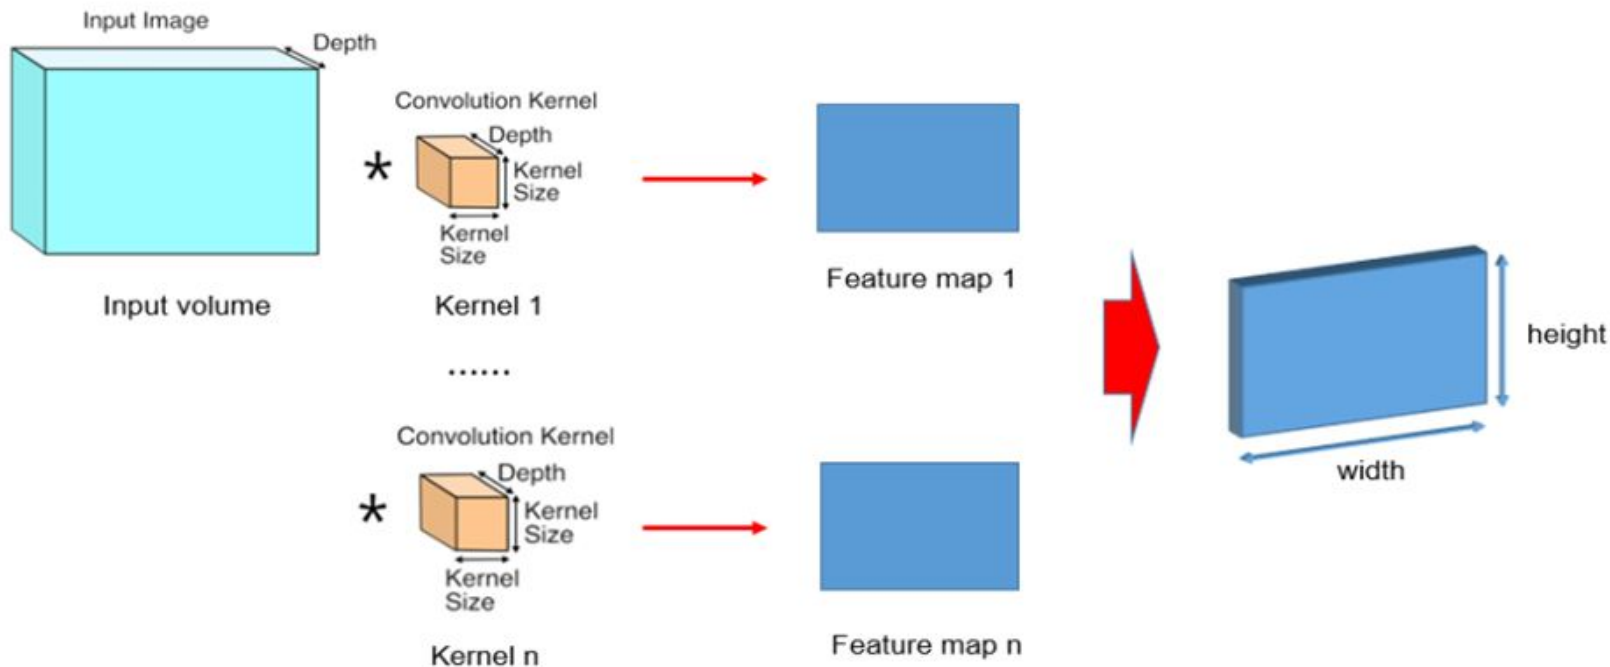 Input Image
Depth
Convolution Kernel
Depth
*
Kernel
Size
Kernel
Size
Input volume
Kernel 1
Feature map 1
height
width
......
Convolution Kernel
Depth
*
Kernel
Size
Kernel
Size
Kernel n
Feature map n